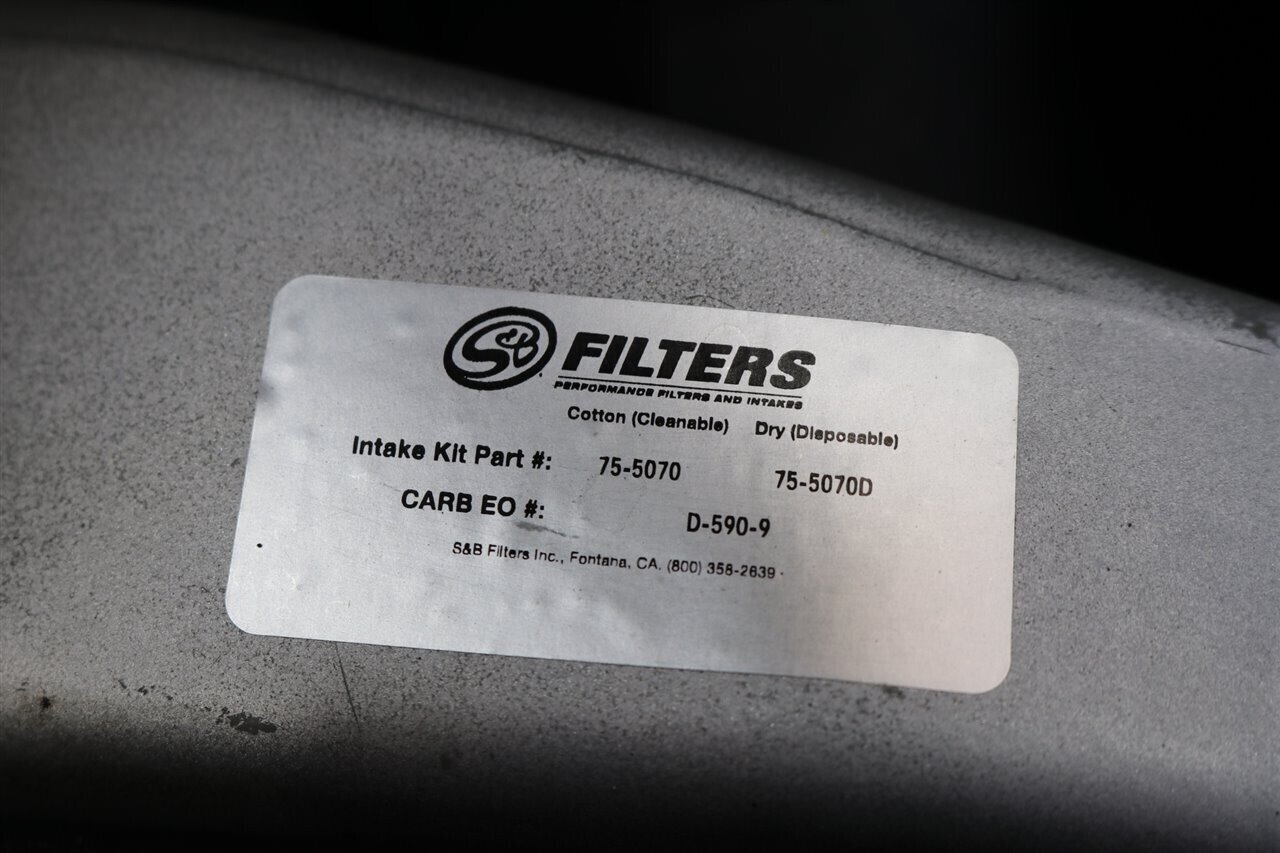 S&B FILTERS
PERFORMANCE FILTERS AND INTAKES
Cotton (Cleanable) Dry (Disposable)
Intake Kit Part #: 75-5070 75-5070D
CARB EO #: D-590-9
S&B Filters Inc., Fontana, CA. (800) 358-2639